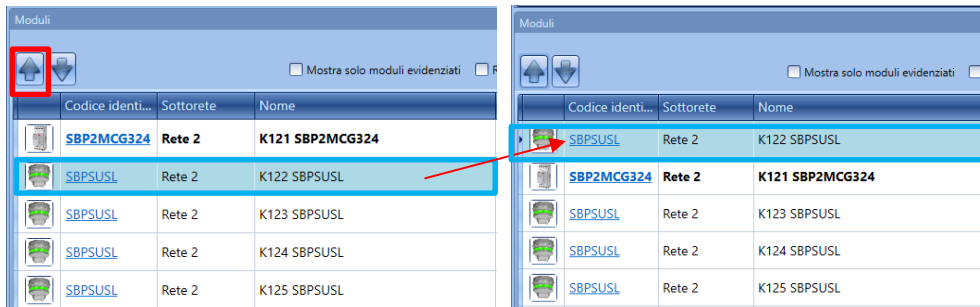 Moduli
Mostra solo moduli evidenziati
Codice identi... Sottorete Nome
SBP2MCG324 Rete 2 K121 SBP2MCG324
SBPSUSL Rete 2 K122 SBPSUSL
SBPSUSL Rete 2 K123 SBPSUSL
SBPSUSL Rete 2 K124 SBPSUSL
SBPSUSL Rete 2 K125 SBPSUSL
Moduli
Mostra solo moduli evidenziati
Codice identi... Sottorete Nome
SBPSUSL Rete 2 K122 SBPSUSL
SBP2MCG324 Rete 2 K121 SBP2MCG324
SBPSUSL Rete 2 K123 SBPSUSL
SBPSUSL Rete 2 K124 SBPSUSL
SBPSUSL Rete 2 K125 SBPSUSL